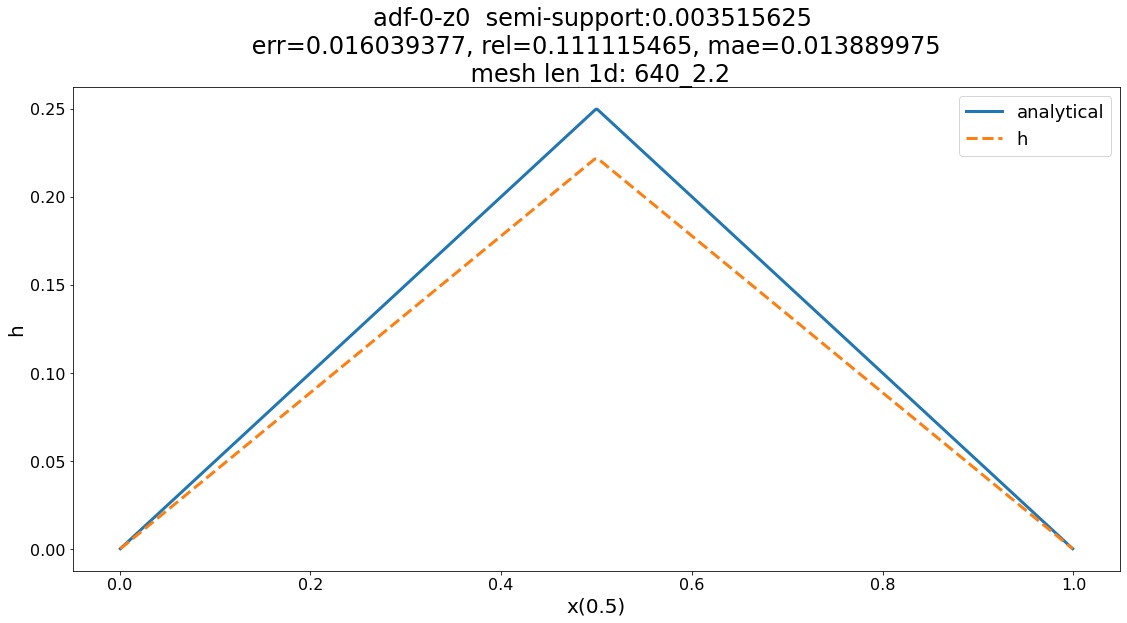 adf-0-z0  semi-support:0.003515625
err=0.016039377, rel=0.111115465, mae=0.013889975
mesh len 1d: 640_2.2
analytical
h
0.25
0.20
0.15
0.10
0.05
0.00
h
0.0
0.2
0.4
0.6
0.8
1.0
x(0.5)